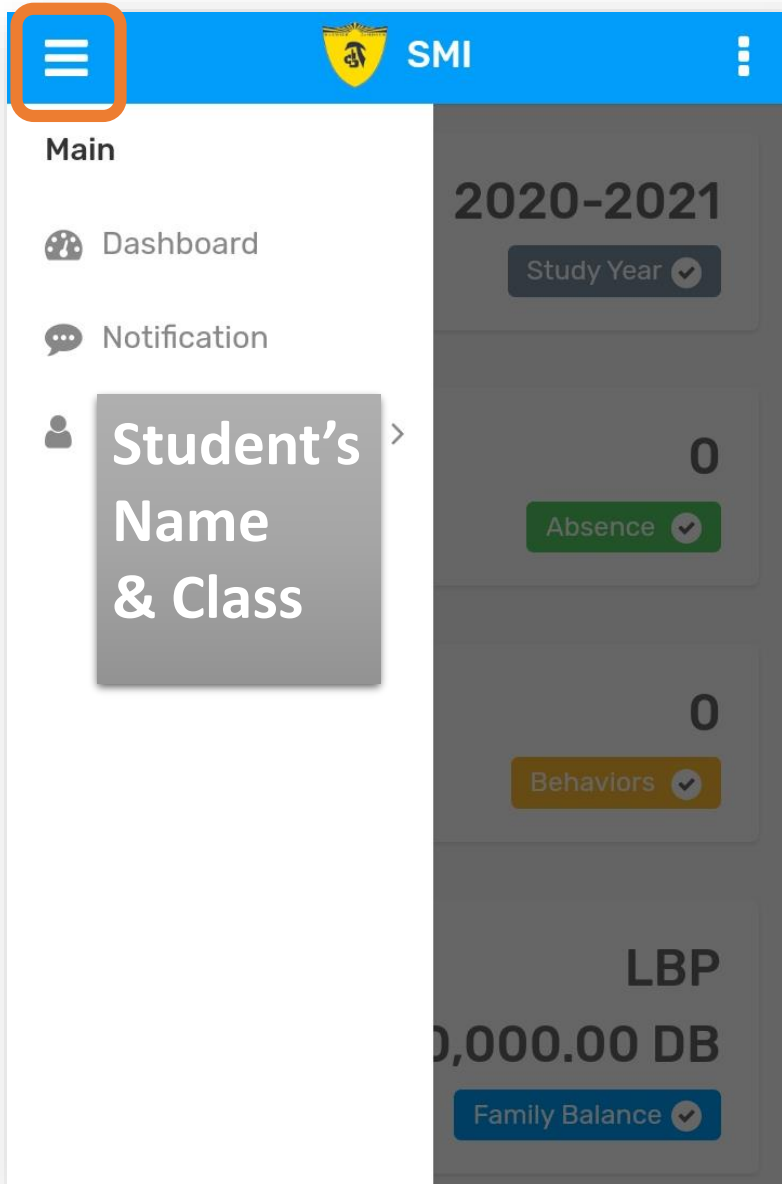 SMI
Main
Dashboard
Notification
Student’s
Name
& Class
2020-2021
Study Year
0
Absence
0
Behaviors
LBP
0,000.00 DB
Family Balance